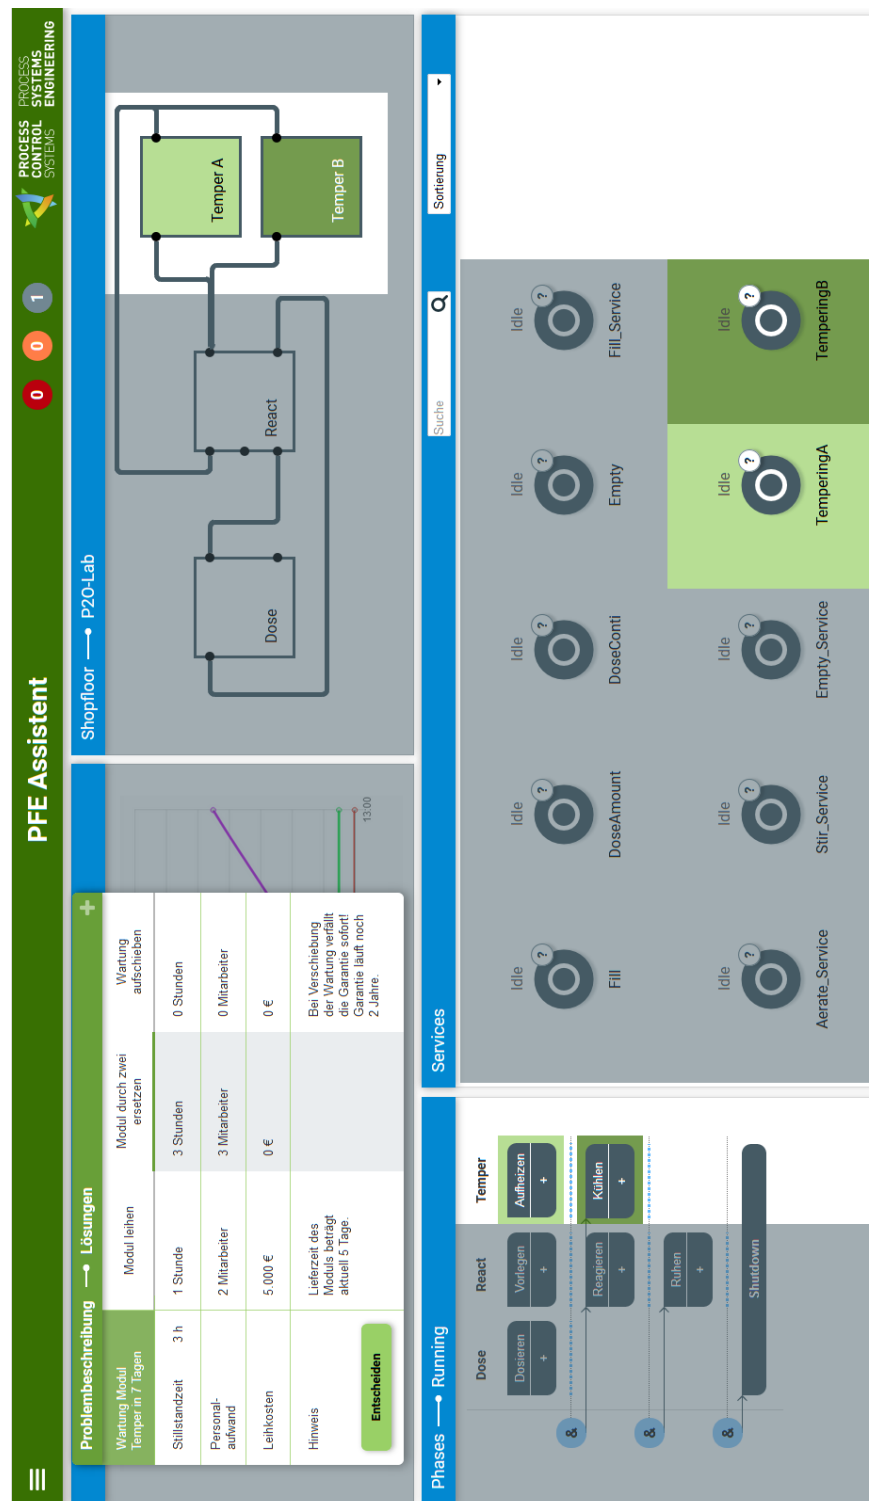 PFE Assistent
0
0
1
PROCESS
CONTROL
SYSTEMS
PROCESS
SYSTEMS
ENGINEERING
Problembeschreibung
Lösungen
+
Wartung Modul
Temper in 7 Tagen
Modul leihen
Modul durch zwei
ersetzen
Wartung
aufschieben
Stillstandzeit 3 h
1 Stunde
3 Stunden
0 Stunden
Personal-
aufwand
2 Mitarbeiter
3 Mitarbeiter
0 Mitarbeiter
Leihkosten
5.000 €
0 €
0 €
Hinweis
Lieferzeit des
Moduls beträgt
aktuell 5 Tage.
Bei Verschiebung
der Wartung verfällt
die Garantie sofort!
Garantie läuft noch
2 Jahre.
Entscheiden
13:00
Shopfloor
P2O-Lab
Dose
React
Temper A
Temper B
Phases
Running
Dose
React
Temper
Dosieren
+
Vorlegen
+
Aufheizen
+
&
Reagieren
+
Kühlen
+
&
Ruhen
+
&
Shutdown
Services
Suche
Sortierung
Idle
?
Fill
Idle
?
DoseAmount
Idle
?
DoseConti
Idle
?
Empty
Idle
?
Fill_Service
Idle
?
Aerate_Service
Idle
?
Stir_Service
Idle
?
Empty_Service
Idle
?
TemperingA
Idle
?
TemperingB